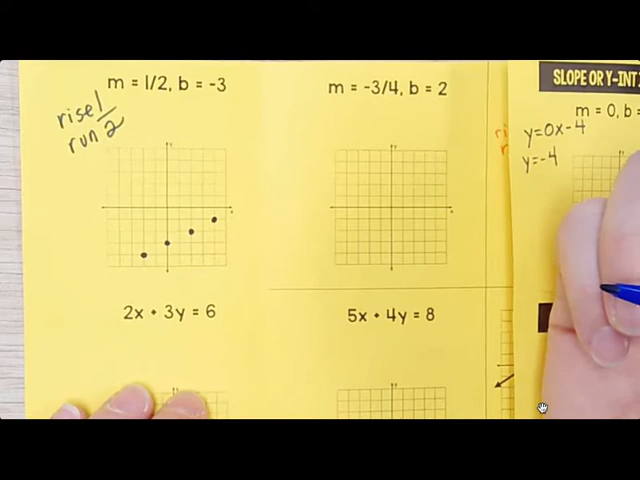 m = 1/2, b = -3
rise 1
run 2
m = -3/4, b = 2
2x + 3y = 6
5x + 4y = 8
SLOPE OR Y-INT
m = 0, b =
y=0x-4
y=-4